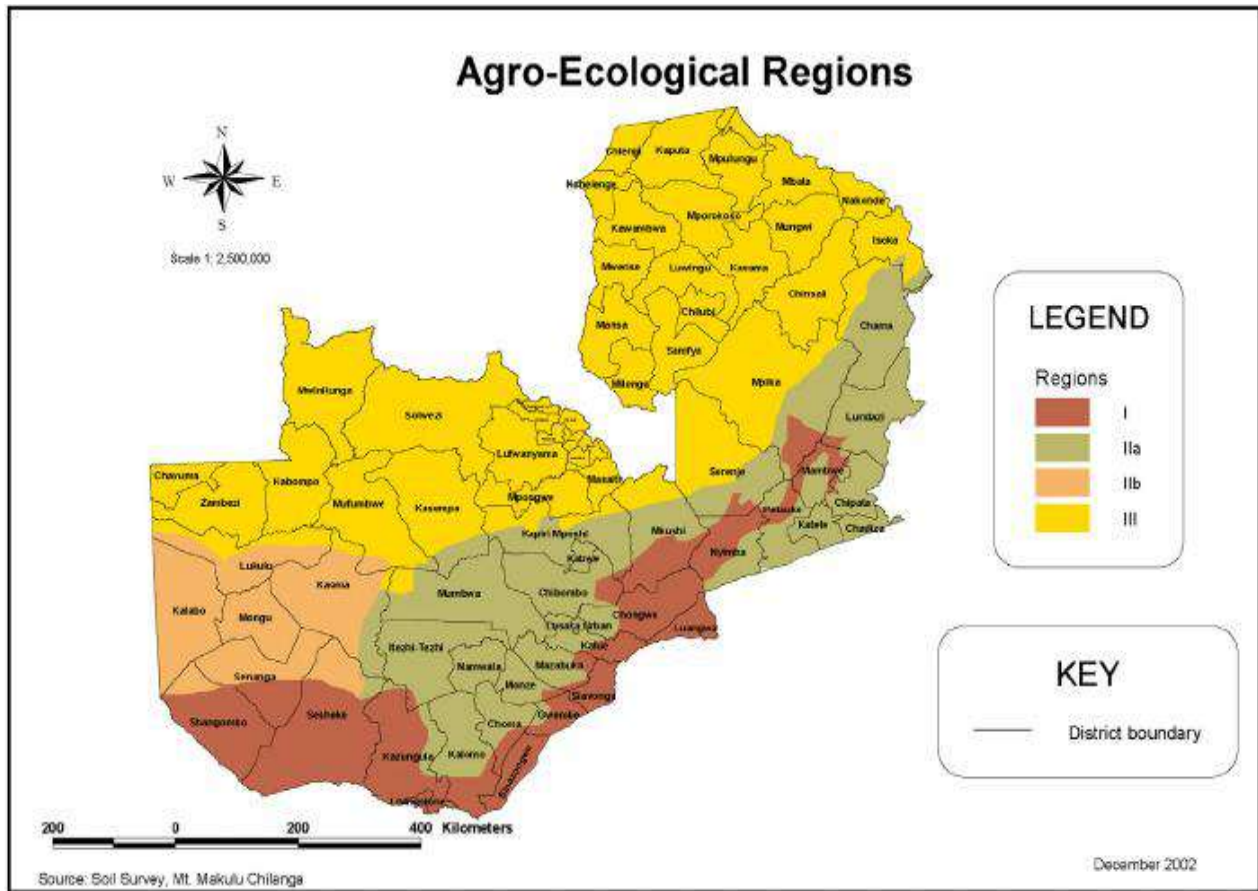 Agro-Ecological Regions
N
W
E
S
Scale 1: 2,500,000
Chiengi
Kaputa
Mpulungu
Mbala
Nakonde
Isoka
Kawambwa
Mporokoso
Mungwi
Mwense
Luwingu
Kasama
Chinsali
Mansa
Chilubi
Samfya
Milenge
Mpika
Chama
Lundazi
Mwinilunga
Solwezi
Lufwanyama
Masaiti
Serenje
Mambwe
Chavuma
Zambezi
Kabompo
Mufumbwe
Kasempa
Mpongwe
Chipata
Petauke
Katete
Chadiza
Kapiri Mposhi
Mkushi
Nyimba
Kabwe
Lukulu
Kaoma
Mumbwa
Chibombo
Kalabo
Mongu
Chongwe
Luangwa
Lusaka Urban
Kafue
Itezhi-Tezhi
Namwala
Mazabuka
Monze
Siavonga
Senanga
Gwembe
Choma
Shangombo
Sesheke
Kazungula
Kalomo
Sinazongwe
Livingstone
LEGEND
Regions
I
IIa
IIb
III
KEY
District boundary
200 0 200 400 Kilometers
Source: Soil Survey, Mt. Makulu Chilanga
December 2002